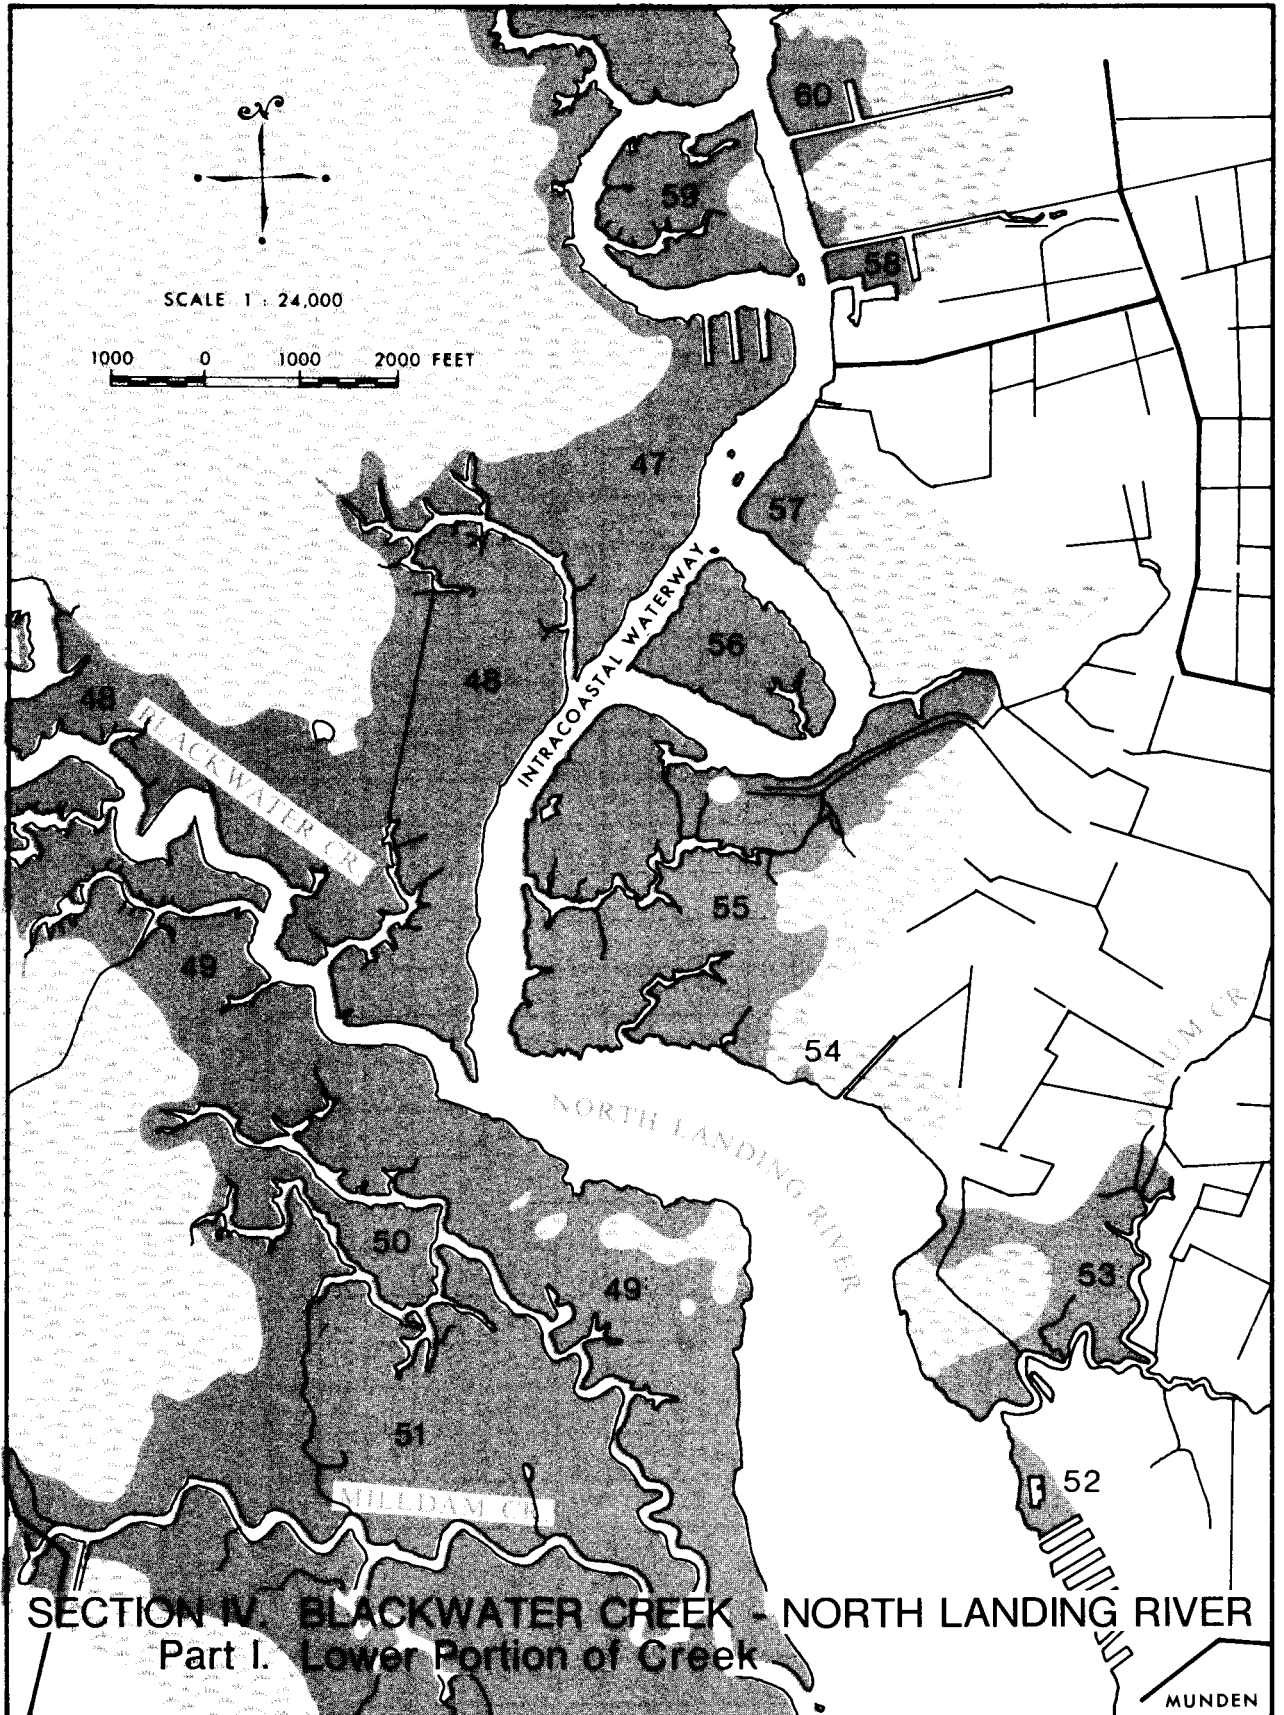 N
SCALE 1 : 24,000
1000 0 1000 2000 FEET
60
59
58
47
57
INTRACOASTAL WATERWAY
56
48
48
BLACKWATER CR.
55
49
54
OAKUM CR
NORTH LANDING RIVER
50
49
53
51
52
MILLDAM CR.
SECTION IV. BLACKWATER CREEK - NORTH LANDING RIVER
Part I. Lower Portion of Creek
MUNDEN